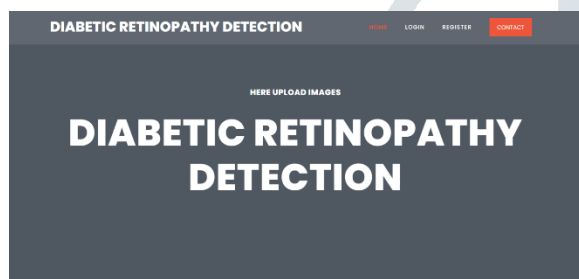 DIABETIC RETINOPATHY DETECTION
HOME LOGIN REGISTER CONTACT
HERE UPLOAD IMAGES
DIABETIC RETINOPATHY
DETECTION